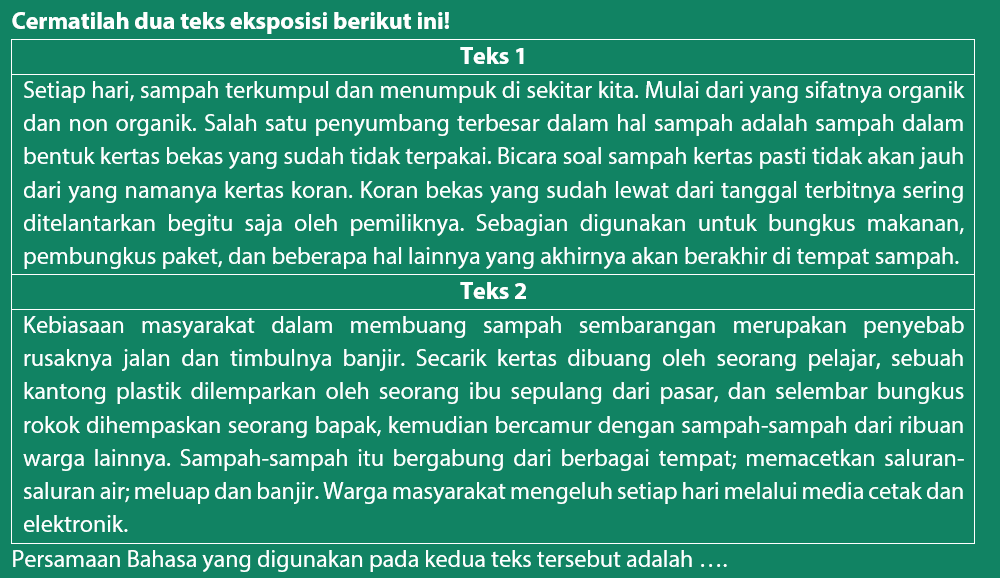 Cermatilah dua teks eksposisi berikut ini!
Teks 1
Setiap hari, sampah terkumpul dan menumpuk di sekitar kita. Mulai dari yang sifatnya organik
dan non organik. Salah satu penyumbang terbesar dalam hal sampah adalah sampah dalam
bentuk kertas bekas yang sudah tidak terpakai. Bicara soal sampah kertas pasti tidak akan jauh
dari yang namanya kertas koran. Koran bekas yang sudah lewat dari tanggal terbitnya sering
ditelantarkan begitu saja oleh pemiliknya. Sebagian digunakan untuk bungkus makanan,
pembungkus paket, dan beberapa hal lainnya yang akhirnya akan berakhir di tempat sampah.
Teks 2
Kebiasaan masyarakat dalam membuang sampah sembarangan merupakan penyebab
rusaknya jalan dan timbulnya banjir. Secarik kertas dibuang oleh seorang pelajar, sebuah
kantong plastik dilemparkan oleh seorang ibu sepulang dari pasar, dan selembar bungkus
rokok dihempaskan seorang bapak, kemudian bercamur dengan sampah-sampah dari ribuan
warga lainnya. Sampah-sampah itu bergabung dari berbagai tempat; memacetkan saluran-
saluran air; meluap dan banjir. Warga masyarakat mengeluh setiap hari melalui media cetak dan
elektronik.
Persamaan Bahasa yang digunakan pada kedua teks tersebut adalah ....